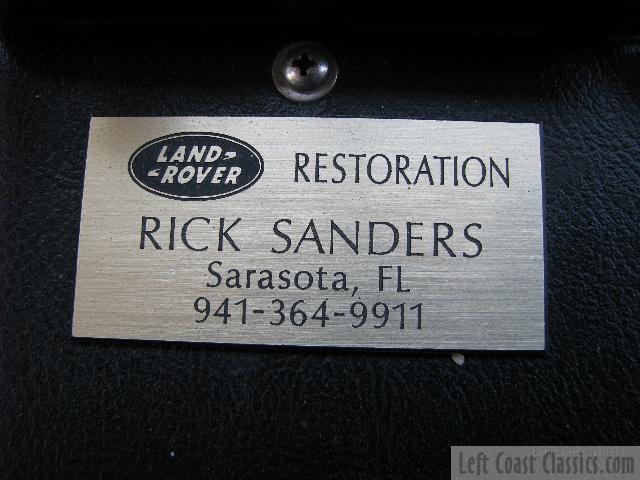 LAND-
-ROVER
RESTORATION
RICK SANDERS
Sarasota, FL
941-364-9911
Left Coast Classics.com